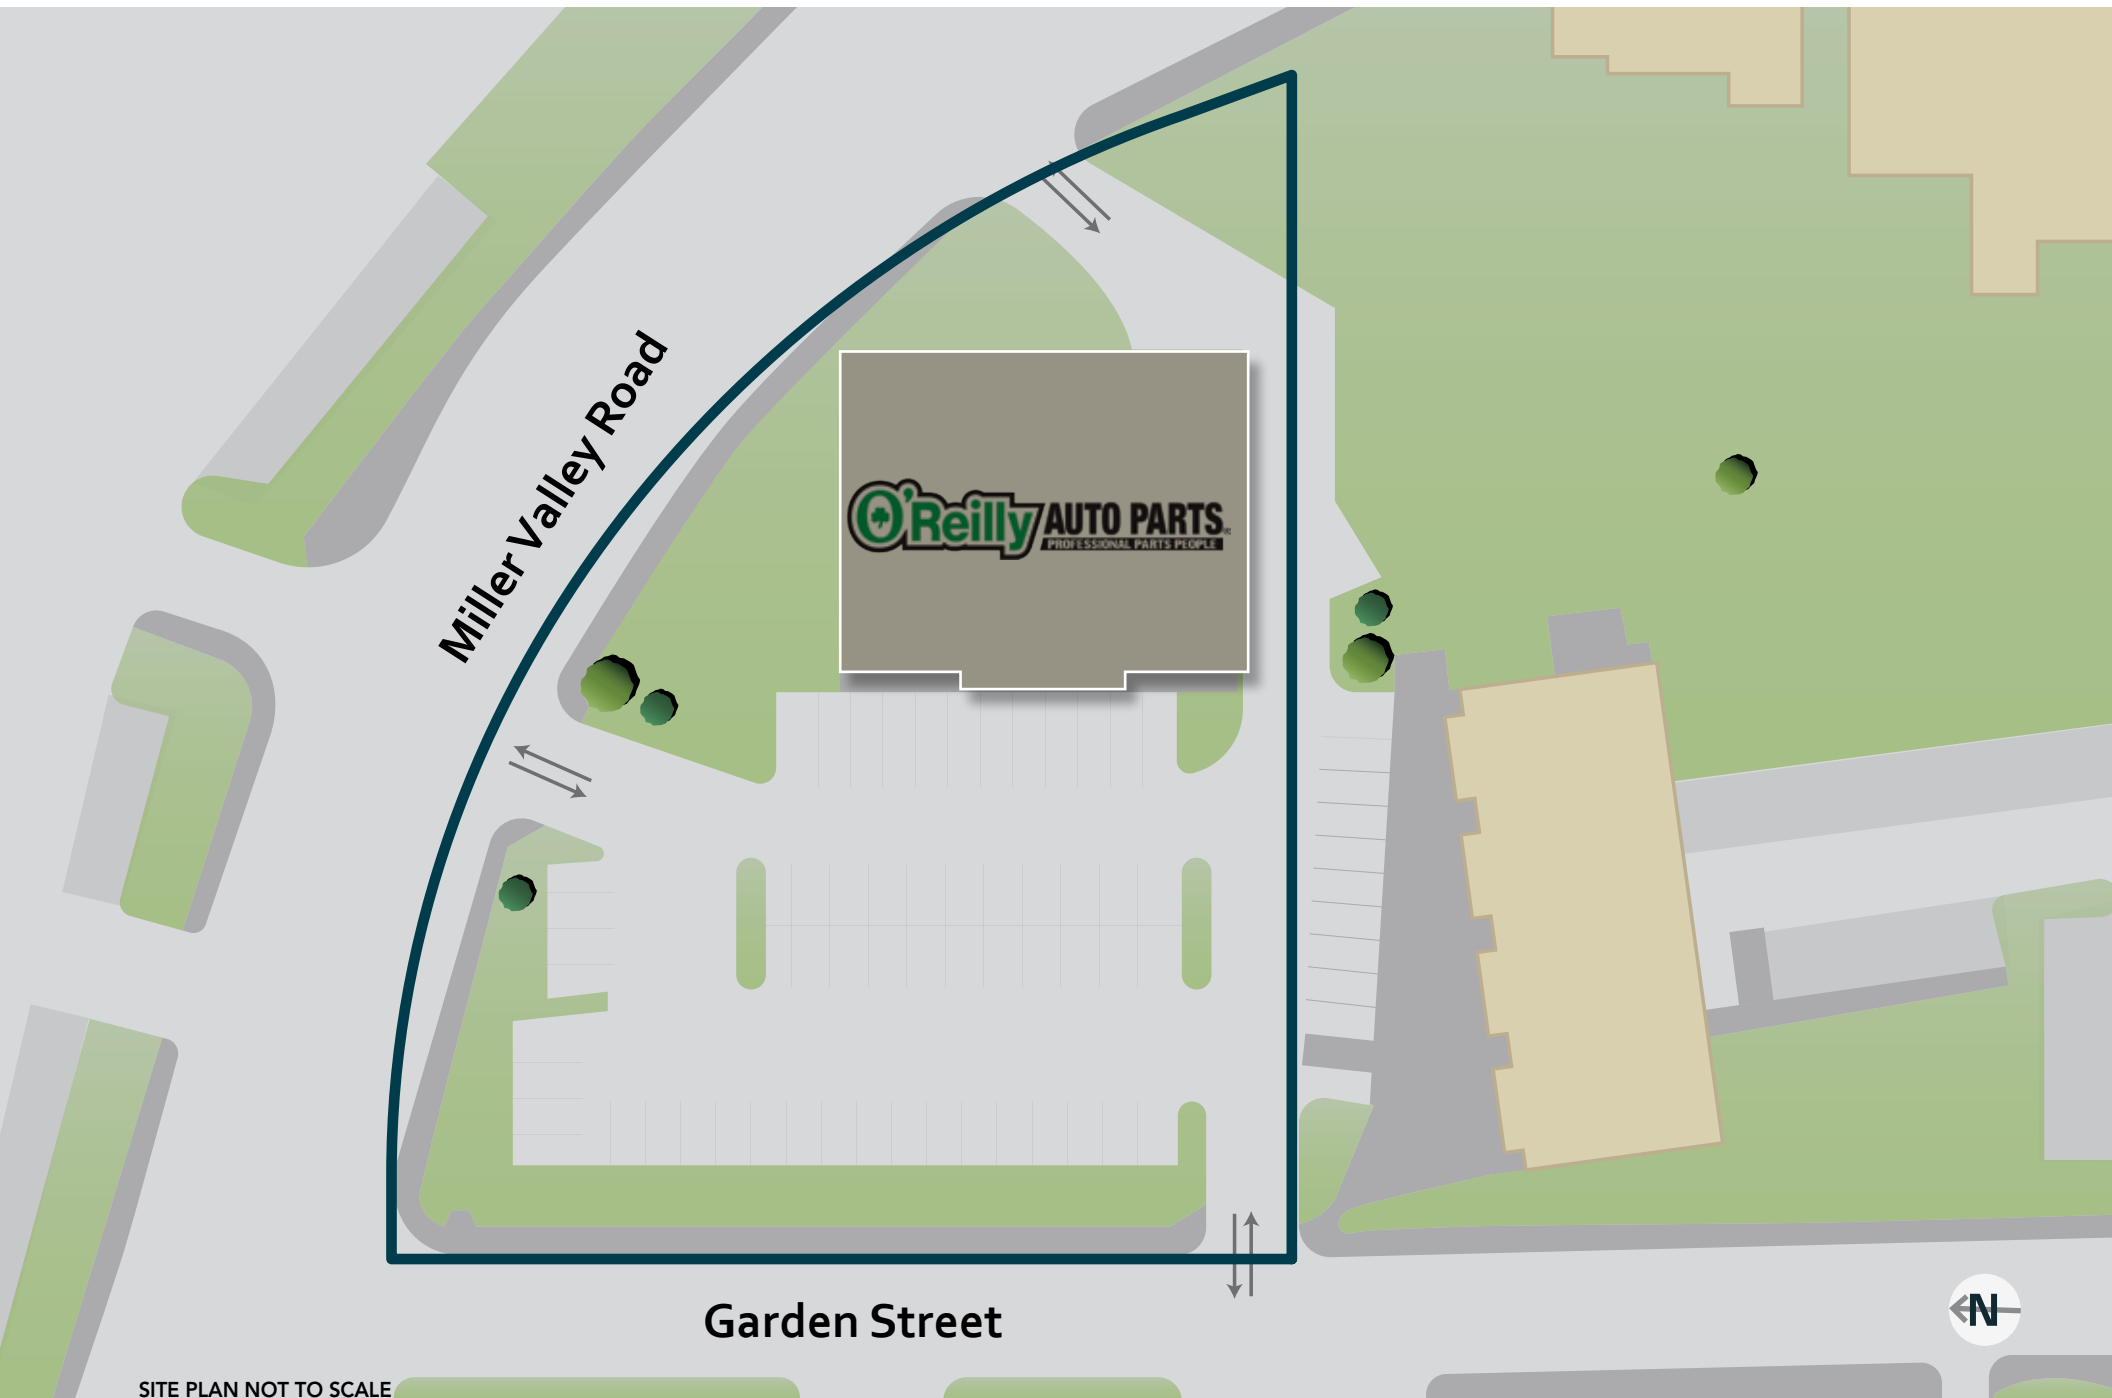 Miller Valley Road
O'Reilly AUTO PARTS
PROFESSIONAL PARTS PEOPLE
Garden Street
N
SITE PLAN NOT TO SCALE